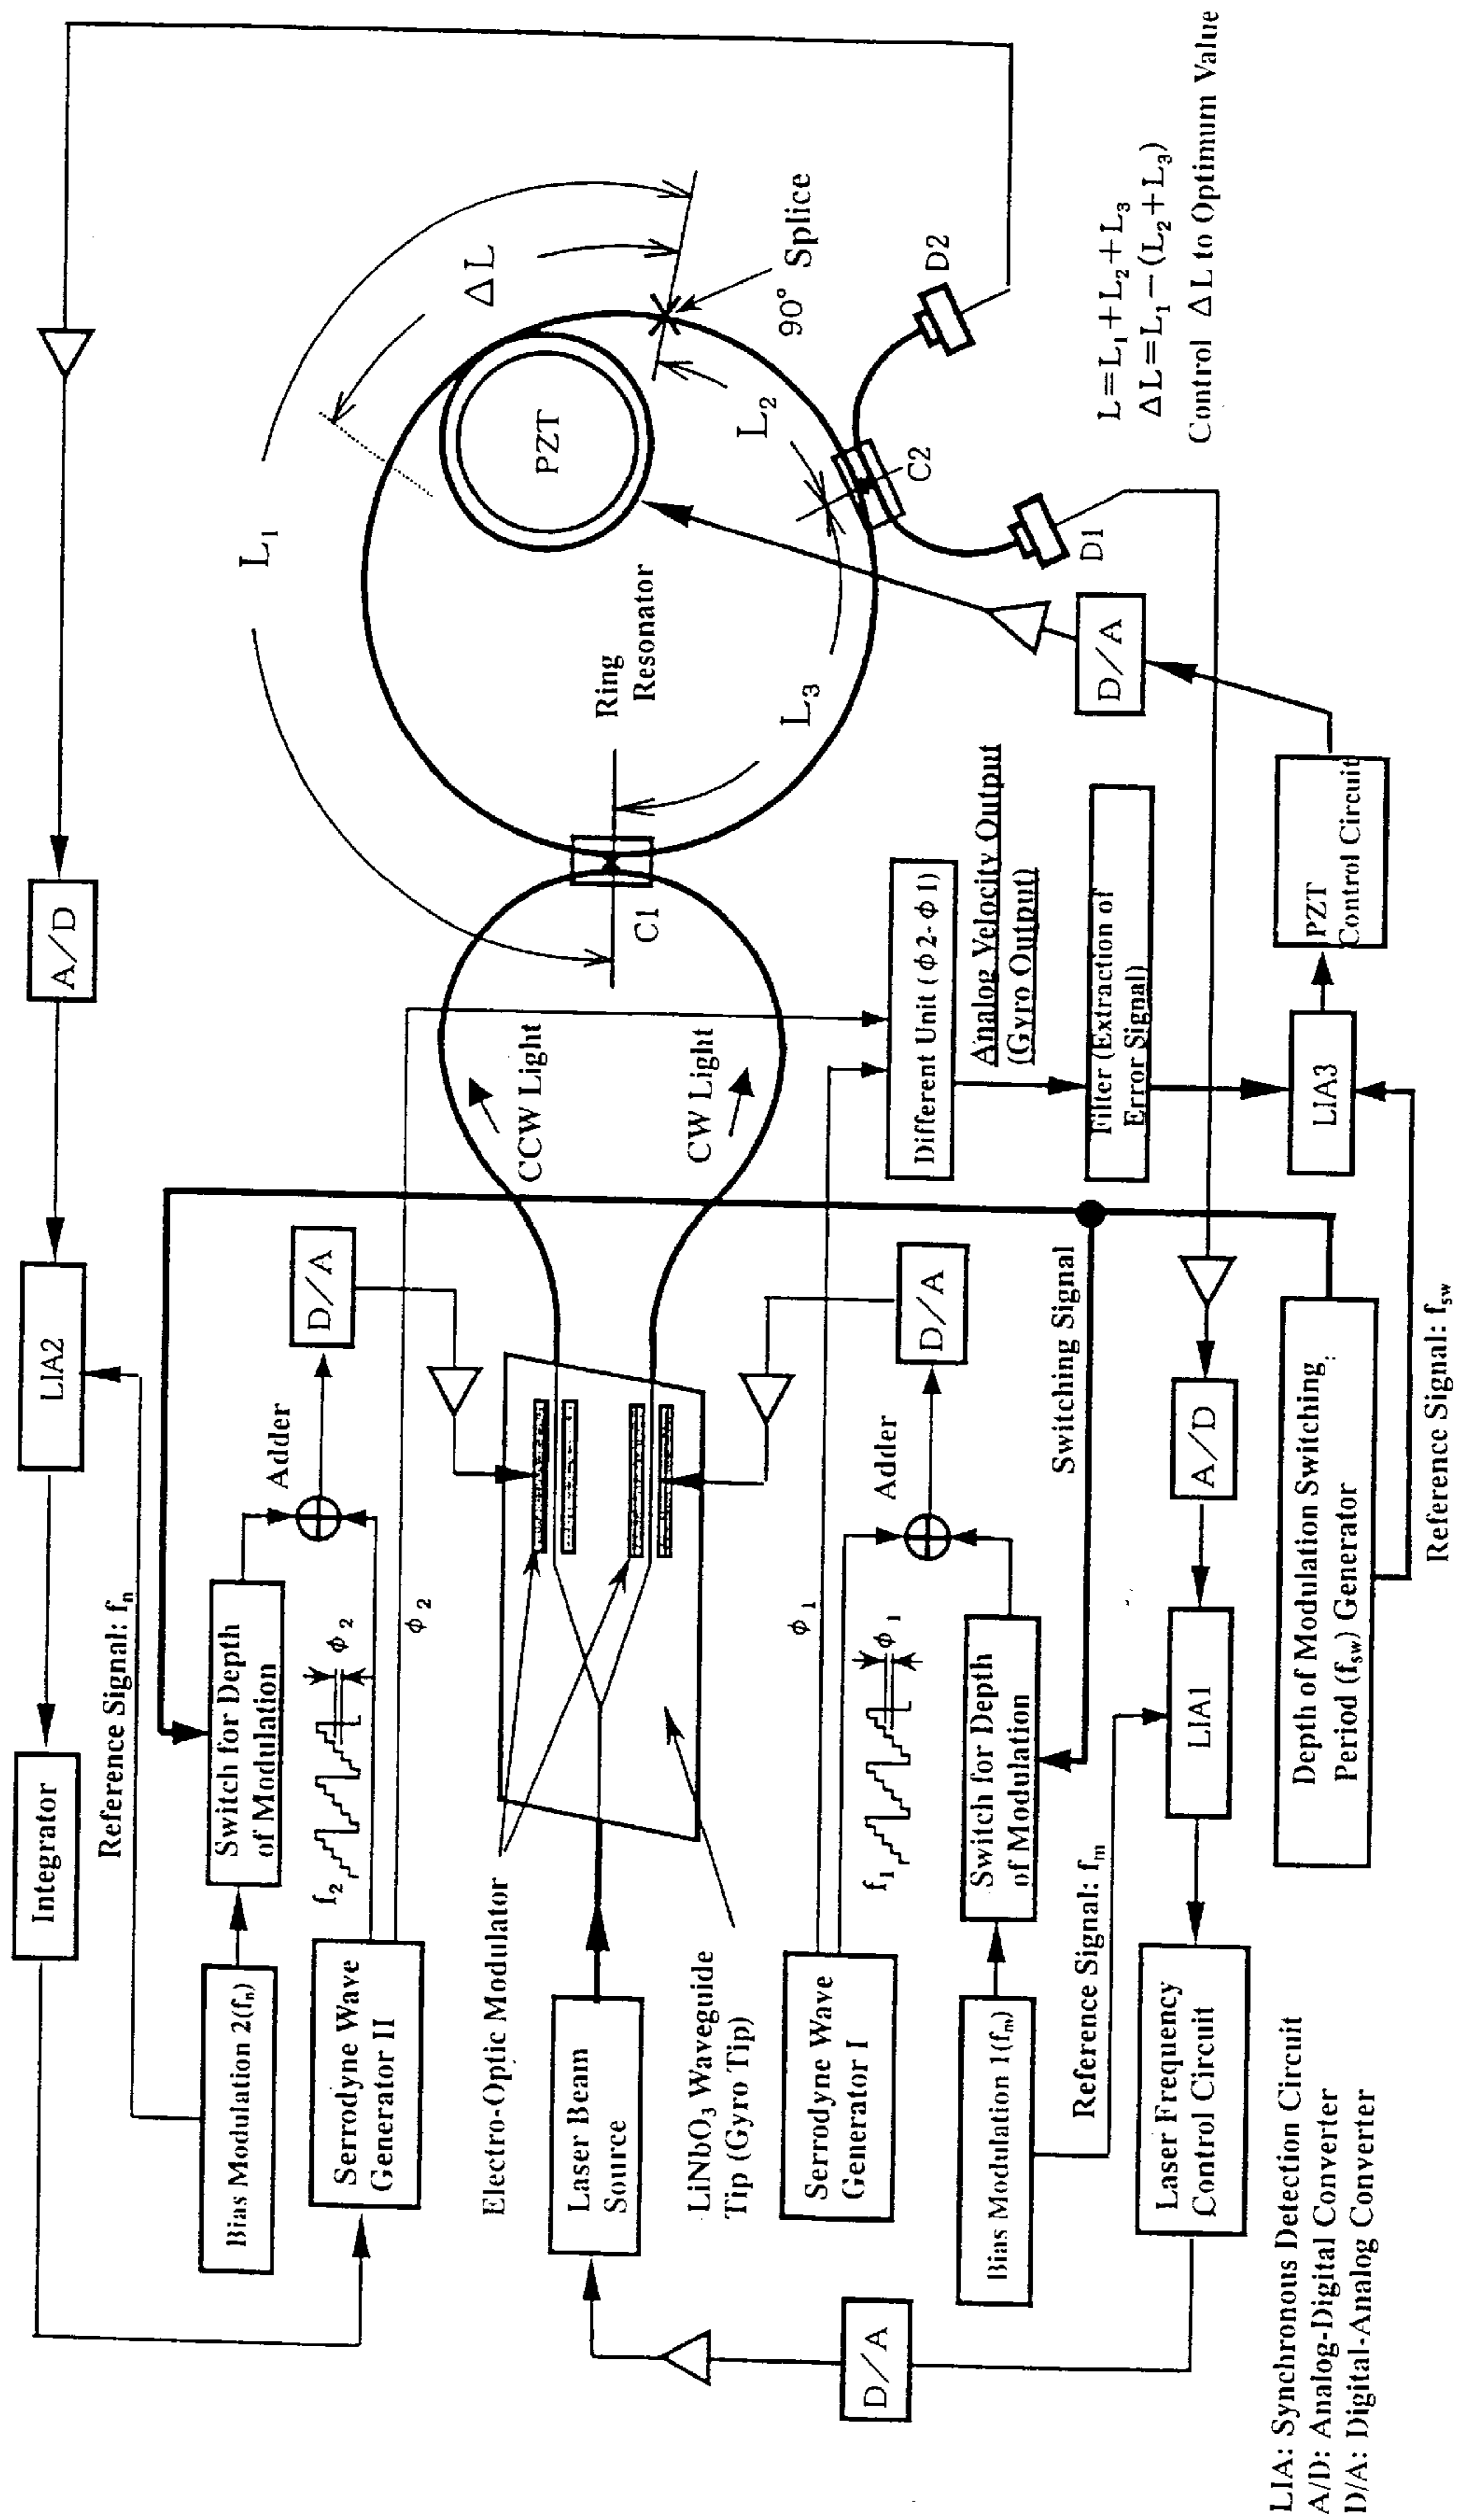 A/D
LIA2
Integrator
Reference Signal: fn
Bias Modulation 2(fn)
Switch for Depth
of Modulation
Adder
D/A
f2
ϕ2
Serrodyne Wave
Generator II
ϕ2
Electro-Optic Modulator
Laser Beam
Source
LiNbO3 Waveguide
Tip (Gyro Tip)
CCW Light
CW Light
C1
Ring
Resonator
L1
ΔL
PZT
90° Splice
L2
L3
C2
D2
D1
L=L1+L2+L3
ΔL=L1-(L2+L3)
Control ΔL to Optimum Value
D/A
PZT
Control Circuit
LIA3
Different Unit (ϕ2-ϕ1)
Analog Velocity Output
(Gyro Output)
Filter (Extraction of
Error Signal)
ϕ1
Serrodyne Wave
Generator I
f1
ϕ1
Adder
D/A
Bias Modulation 1(fm)
Switch for Depth
of Modulation
Switching Signal
Reference Signal: fm
A/D
LIA1
Laser Frequency
Control Circuit
D/A
Depth of Modulation Switching
Period (fsw) Generator
Reference Signal: fsw
LIA: Synchronous Detection Circuit
A/D: Analog-Digital Converter
D/A: Digital-Analog Converter